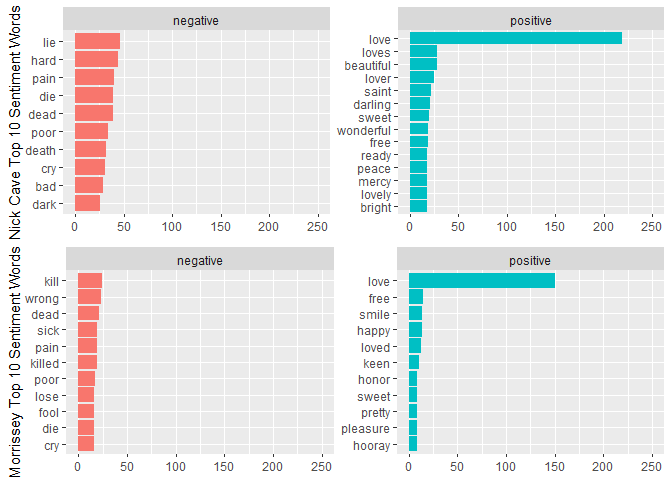 Nick Cave Top 10 Sentiment Words
negative
lie
hard
pain
die
dead
poor
death
cry
bad
dark
0 50 100 150 200 250
positive
love
loves
beautiful
lover
saint
darling
sweet
wonderful
free
ready
peace
mercy
lovely
bright
0 50 100 150 200 250
Morrissey Top 10 Sentiment Words
negative
kill
wrong
dead
sick
pain
killed
poor
lose
fool
die
cry
0 50 100 150 200 250
positive
love
free
smile
happy
loved
keen
honor
sweet
pretty
pleasure
hooray
0 50 100 150 200 250